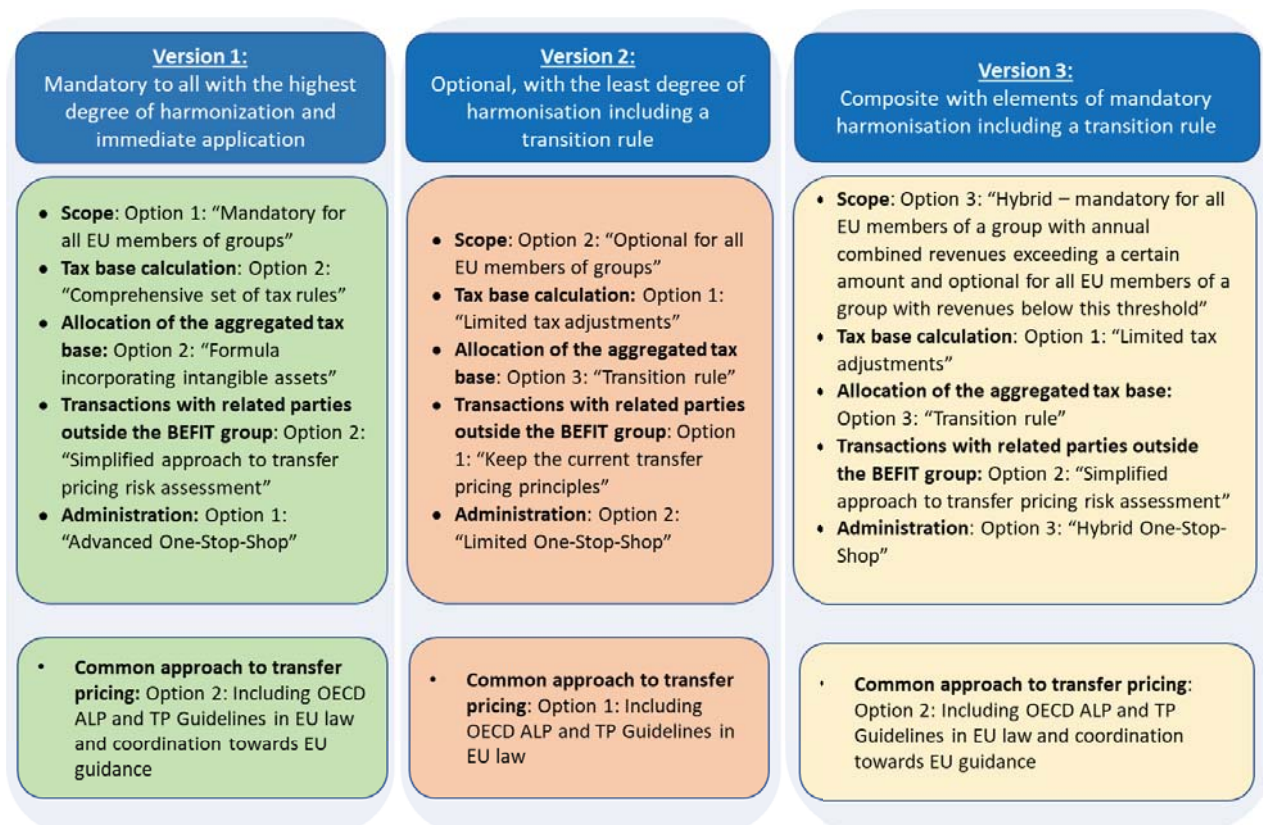 Version 1:
Mandatory to all with the highest
degree of harmonization and
immediate application
• Scope: Option 1: “Mandatory for
all EU members of groups”
• Tax base calculation: Option 2:
“Comprehensive set of tax rules”
• Allocation of the aggregated tax
base: Option 2: “Formula
incorporating intangible assets”
• Transactions with related parties
outside the BEFIT group: Option 2:
“Simplified approach to transfer
pricing risk assessment”
• Administration: Option 1:
“Advanced One-Stop-Shop”
• Common approach to transfer
pricing: Option 2: Including OECD
ALP and TP Guidelines in EU law
and coordination towards EU
guidance
Version 2:
Optional, with the least degree of
harmonisation including a
transition rule
• Scope: Option 2: “Optional for all
EU members of groups”
• Tax base calculation: Option 1:
“Limited tax adjustments”
• Allocation of the aggregated tax
base: Option 3: “Transition rule”
• Transactions with related parties
outside the BEFIT group: Option
1: “Keep the current transfer
pricing principles”
• Administration: Option 2:
“Limited One-Stop-Shop”
• Common approach to transfer
pricing: Option 1: Including
OECD ALP and TP Guidelines in
EU law
Version 3:
Composite with elements of mandatory
harmonisation including a transition rule
• Scope: Option 3: “Hybrid – mandatory for all
EU members of a group with annual
combined revenues exceeding a certain
amount and optional for all EU members of a
group with revenues below this threshold”
• Tax base calculation: Option 1: “Limited tax
adjustments”
• Allocation of the aggregated tax base:
Option 3: “Transition rule”
• Transactions with related parties outside
the BEFIT group: Option 2: “Simplified
approach to transfer pricing risk assessment”
• Administration: Option 3: “Hybrid One-Stop-
Shop”
• Common approach to transfer pricing:
Option 2: Including OECD ALP and TP
Guidelines in EU law and coordination
towards EU guidance